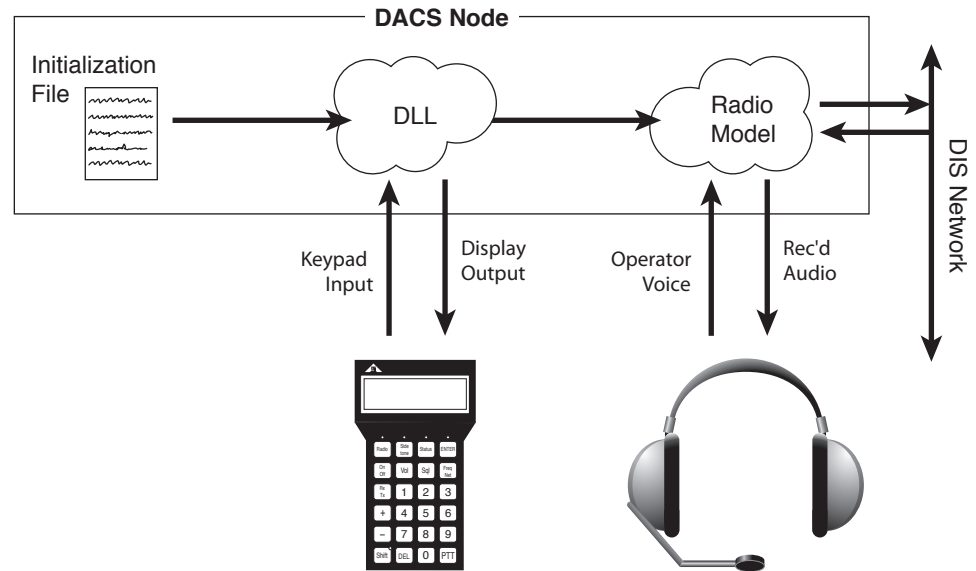 DACS Node
Initialization
File
DLL
Radio
Model
DIS Network
Keypad
Input
Display
Output
Operator
Voice
Rec'd
Audio
Radio
Side
tone
Status
ENTER
On
Off
Vol
Sql
Freq
Net
Rx
Tx
1
2
3
+
4
5
6
–
7
8
9
Shift
DEL
0
PTT